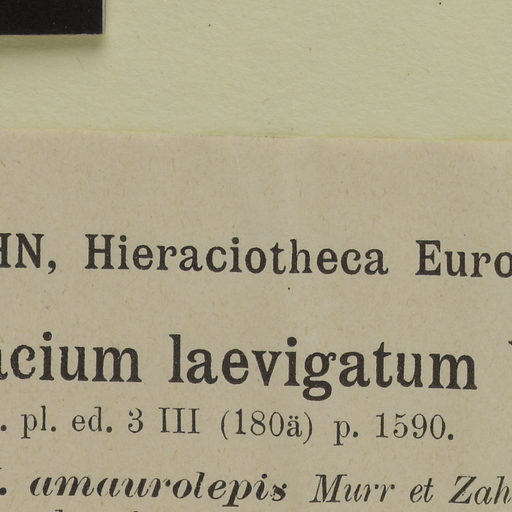 HN, Hieraciotheca Euro
acium laevigatum
. pl. ed. 3 III (180ä) p. 1590.
. amaurolepis Murr et Zah